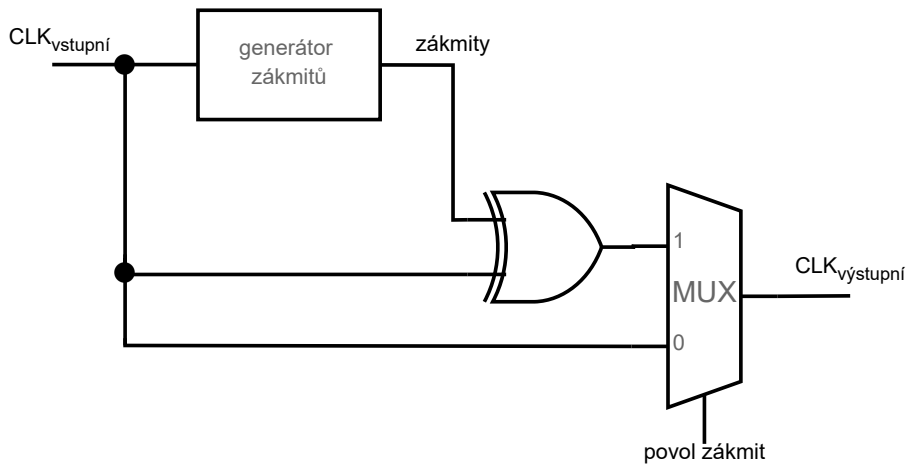 CLKvstupní
generátor
zákmitů
zákmity
1
MUX
CLKvýstupní
0
povol zákmit